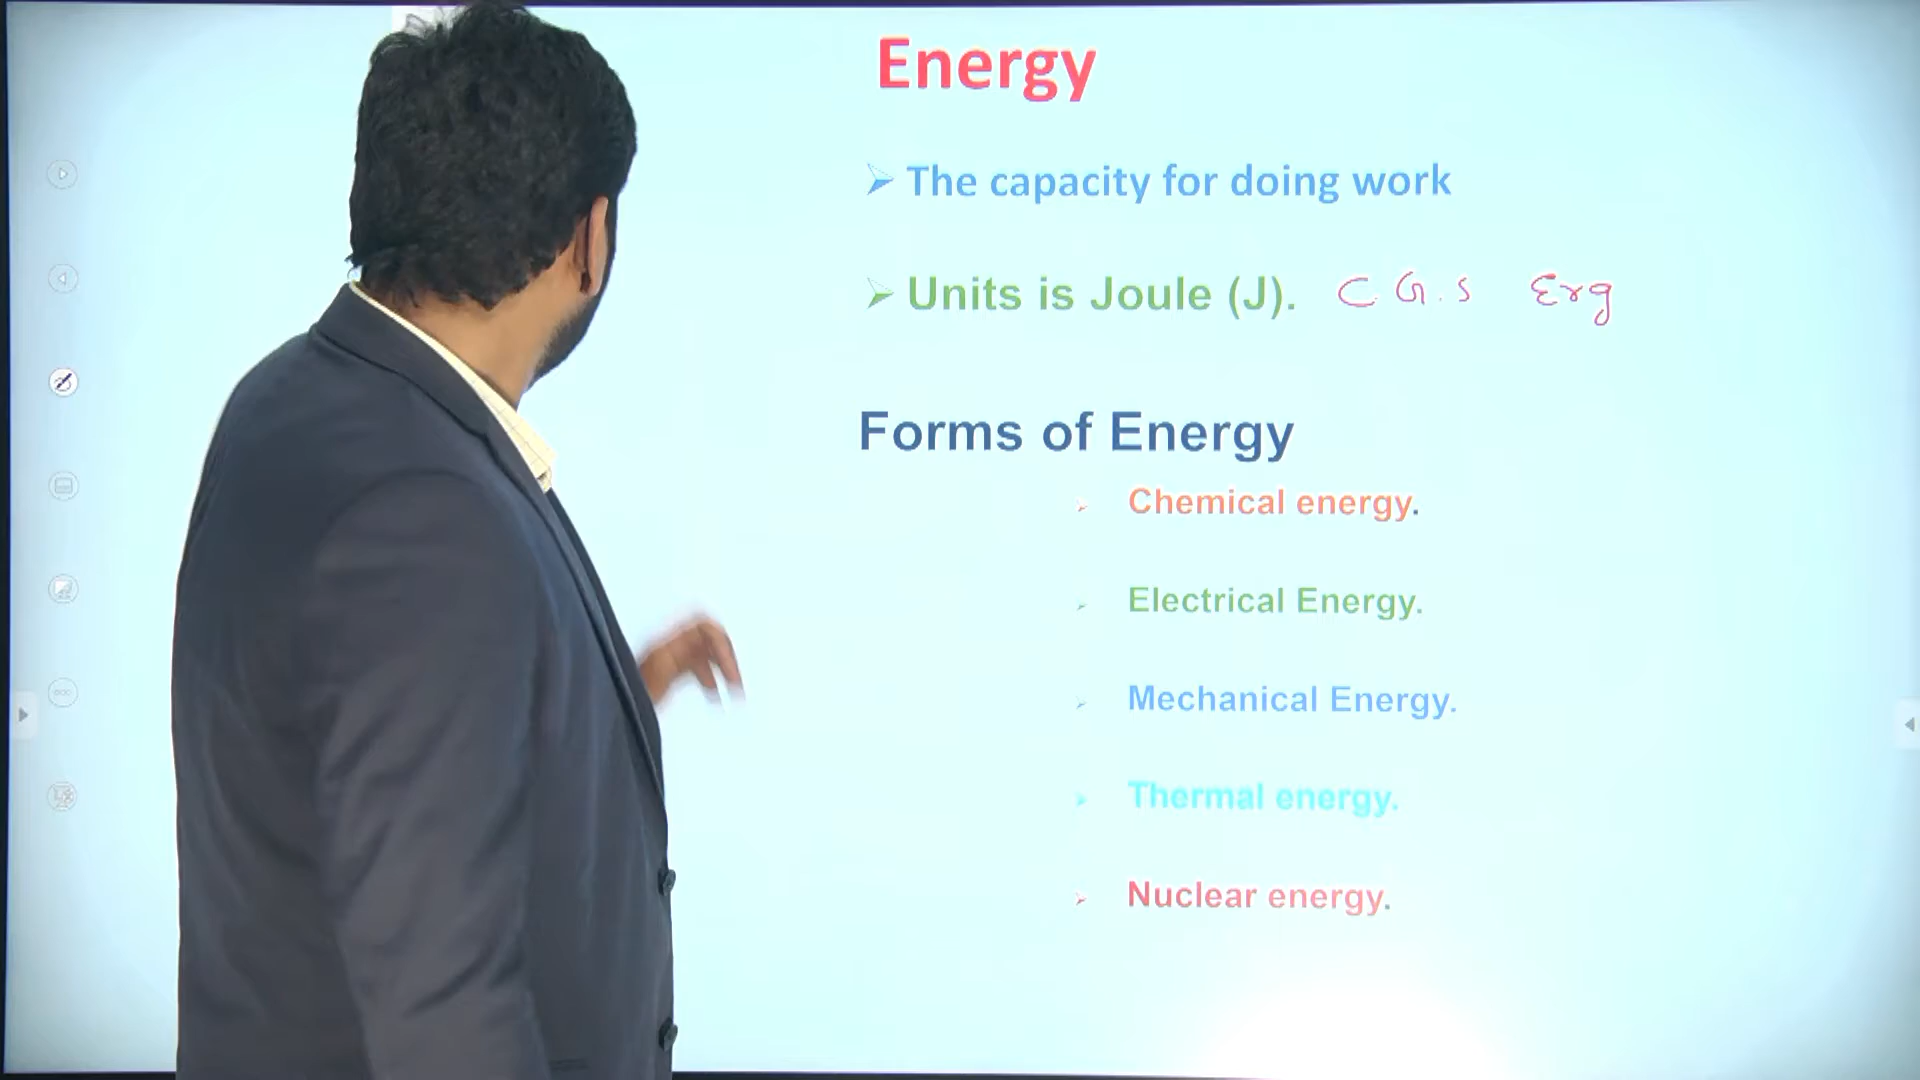 Energy
The capacity for doing work
Units is Joule (J). C.G.S Erg
Forms of Energy
Chemical energy.
Electrical Energy.
Mechanical Energy.
Thermal energy.
Nuclear energy.